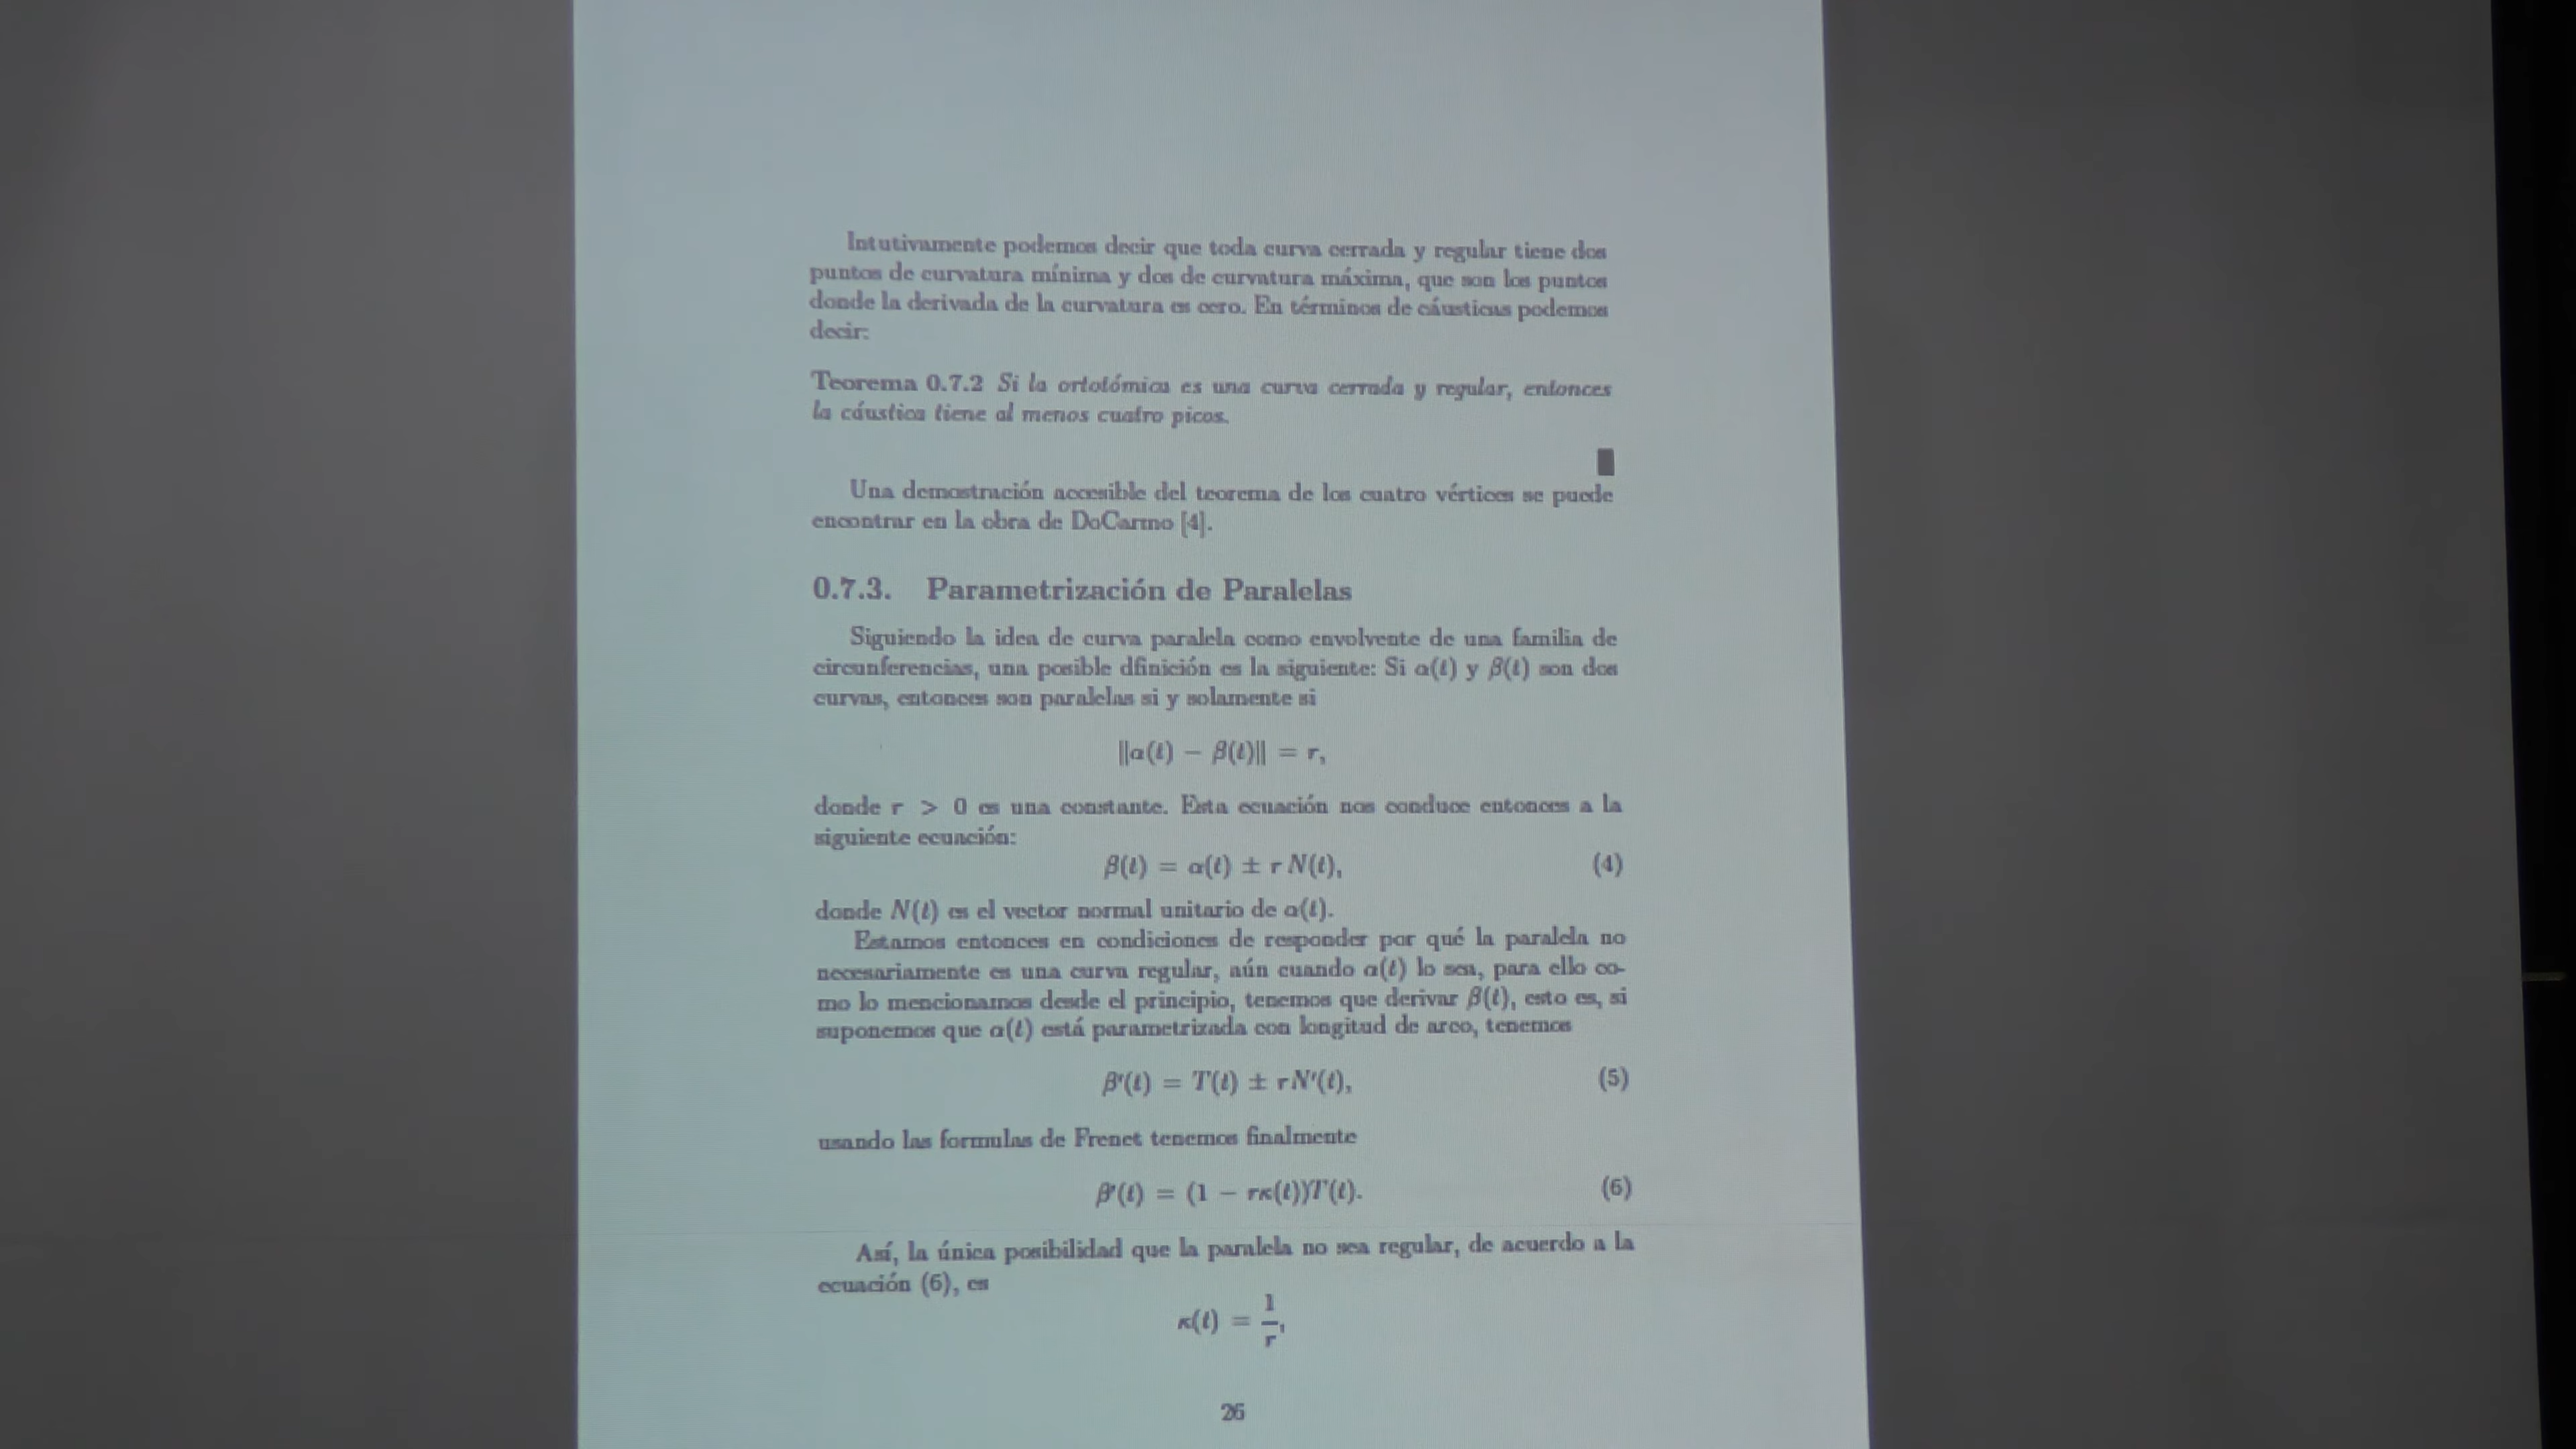 Intutivamente podemos decir que toda curva cerrada y regular tiene dos
puntos de curvatura mínima y dos de curvatura máxima, que son los puntos
donde la derivada de la curvatura es cero. En términos de cáusticas podemos
decir:
Teorema 0.7.2 Si la ortotómica es una curva cerrada y regular, entonces
la cáustica tiene al menos cuatro picos.
Una demostración accesible del teorema de los cuatro vértices se puede
encontrar en la obra de DoCarmo [4].
0.7.3. Parametrización de Paralelas
Siguiendo la idea de curva paralela como envolvente de una familia de
circunferencias, una posible dfinición es la siguiente: Si α(t) y β(t) son dos
curvas, entonces son paralelas si y solamente si
‖α(t) − β(t)‖ = r,
donde r > 0 es una constante. Esta ecuación nos conduce entonces a la
siguiente ecuación:
β(t) = α(t) ± r N(t), (4)
donde N(t) es el vector normal unitario de α(t).
Estamos entonces en condiciones de responder por qué la paralela no
necesariamente es una curva regular, aún cuando α(t) lo sea, para ello co-
mo lo mencionamos desde el principio, tenemos que derivar β(t), esto es, si
suponemos que α(t) está parametrizada con longitud de arco, tenemos
β′(t) = T(t) ± rN′(t), (5)
usando las formulas de Frenet tenemos finalmente
β′(t) = (1 − rκ(t))T(t). (6)
Así, la única posibilidad que la paralela no sea regular, de acuerdo a la
ecuación (6), es
κ(t) = 1/r,
26